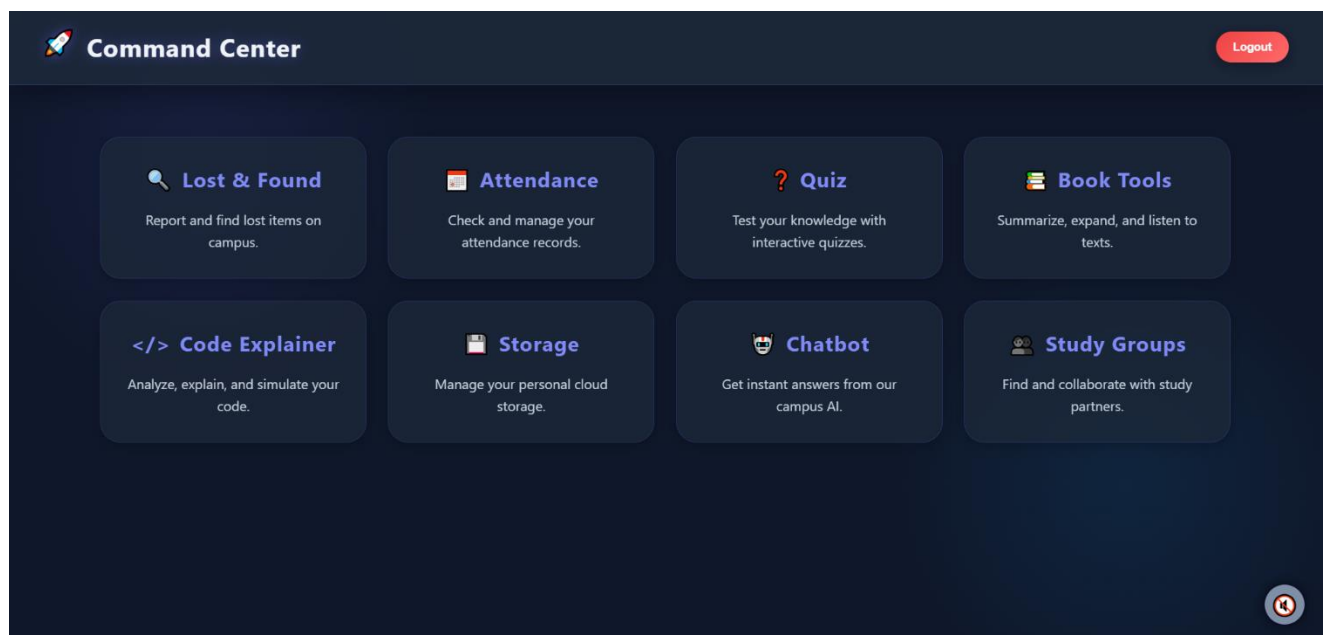 Command Center
Logout
Lost & Found
Report and find lost items on
campus.
Attendance
Check and manage your
attendance records.
Quiz
Test your knowledge with
interactive quizzes.
Book Tools
Summarize, expand, and listen to
texts.
</> Code Explainer
Analyze, explain, and simulate your
code.
Storage
Manage your personal cloud
storage.
Chatbot
Get instant answers from our
campus AI.
Study Groups
Find and collaborate with study
partners.